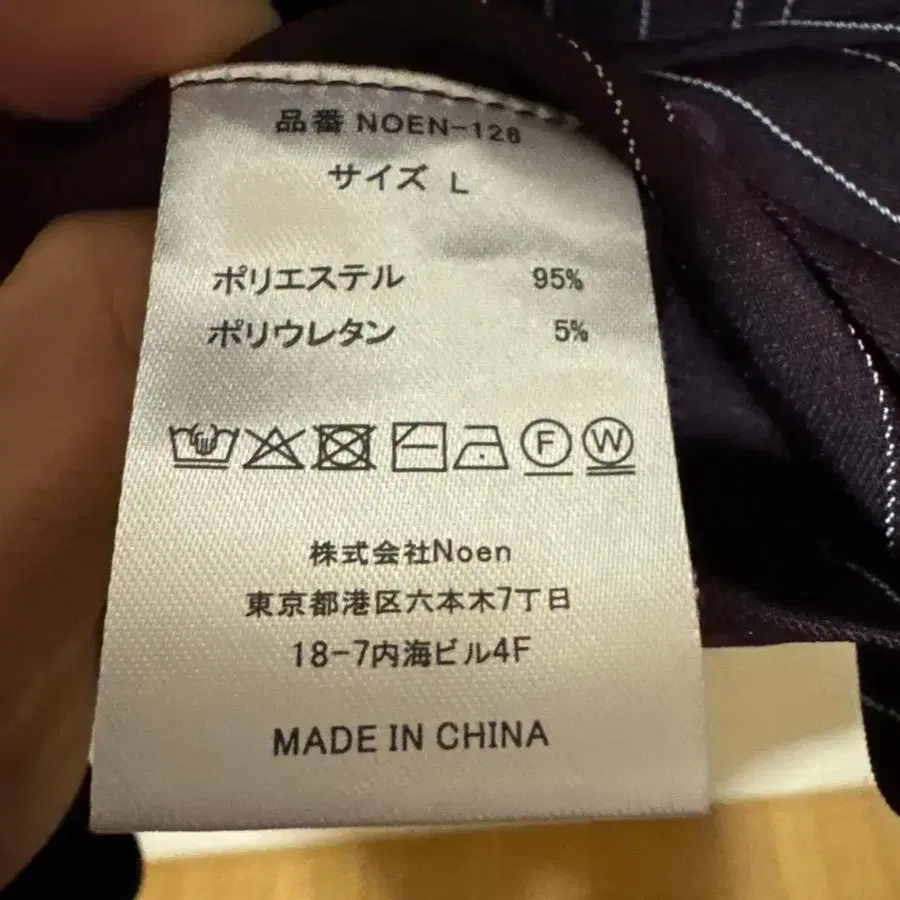 品番 NOEN-126
サイズ L
ポリエステル 95%
ポリウレタン 5%
F W
株式会社Noen
東京都港区六本木7丁目
18-7内海ビル4F
MADE IN CHINA